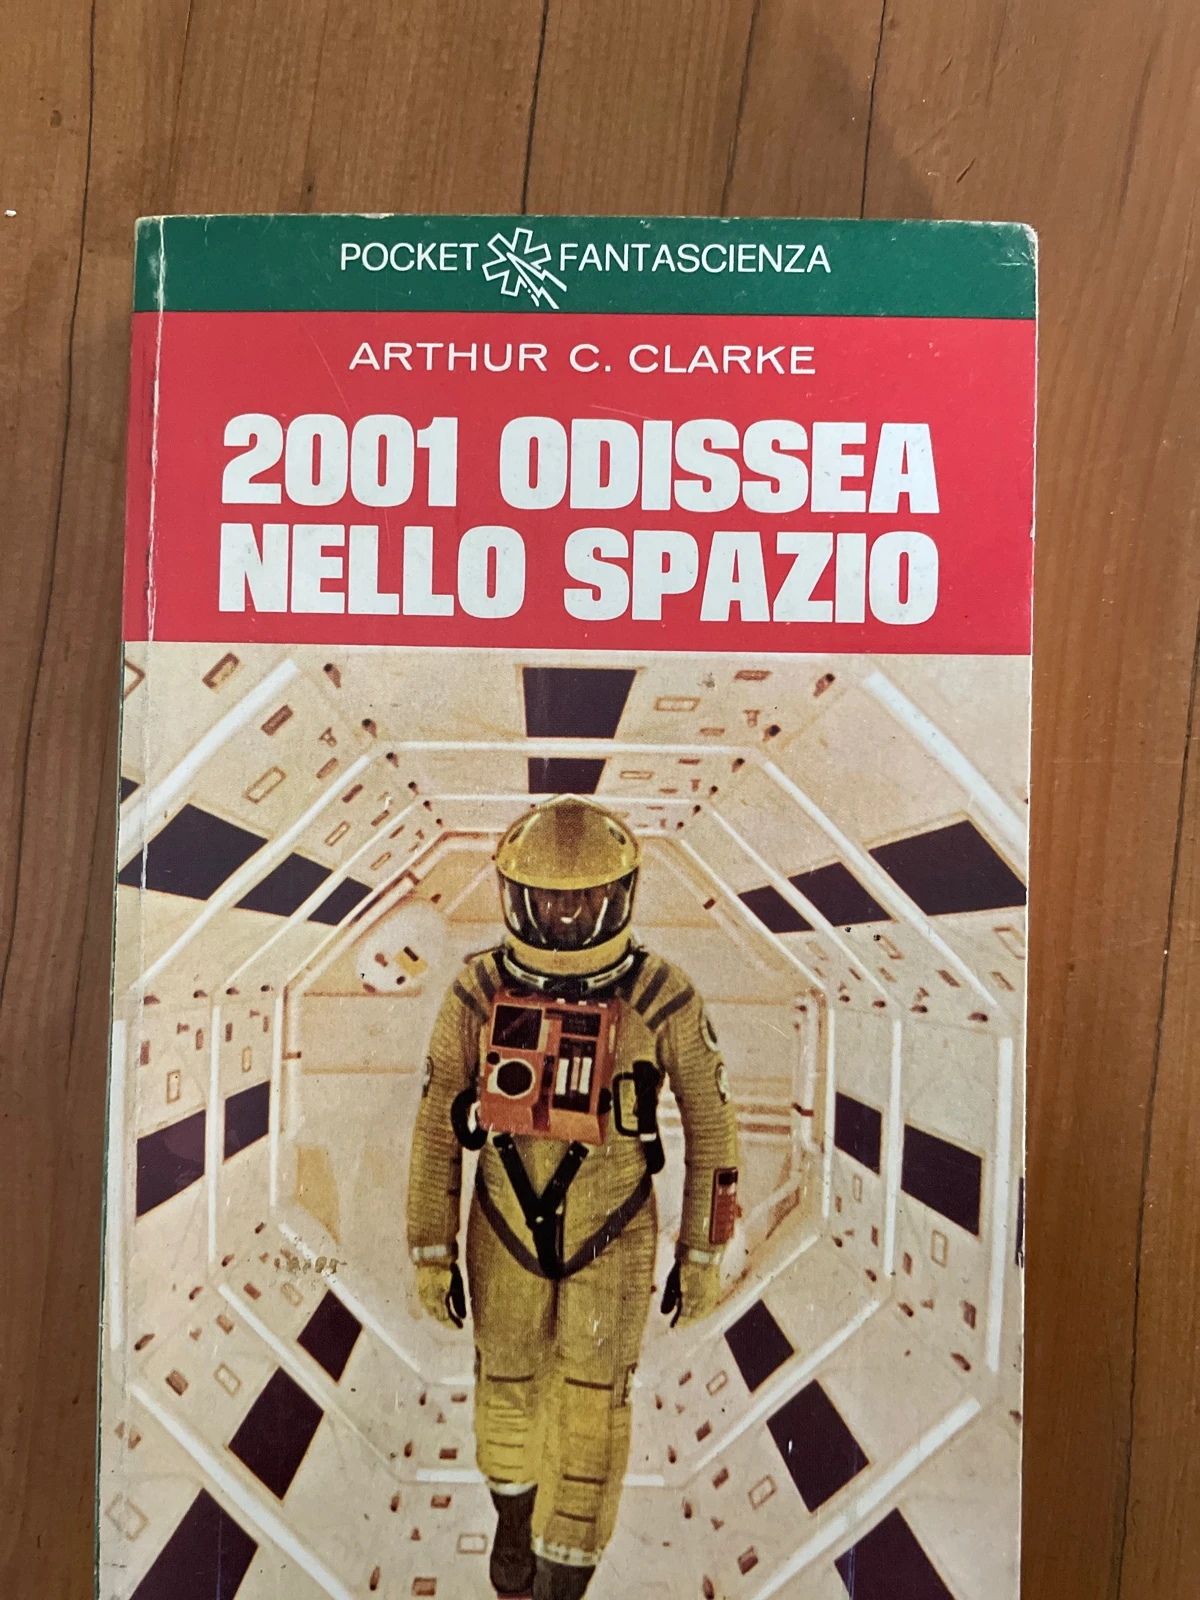 POCKET FANTASCIENZA
ARTHUR C. CLARKE
2001 ODISSEA
NELLO SPAZIO